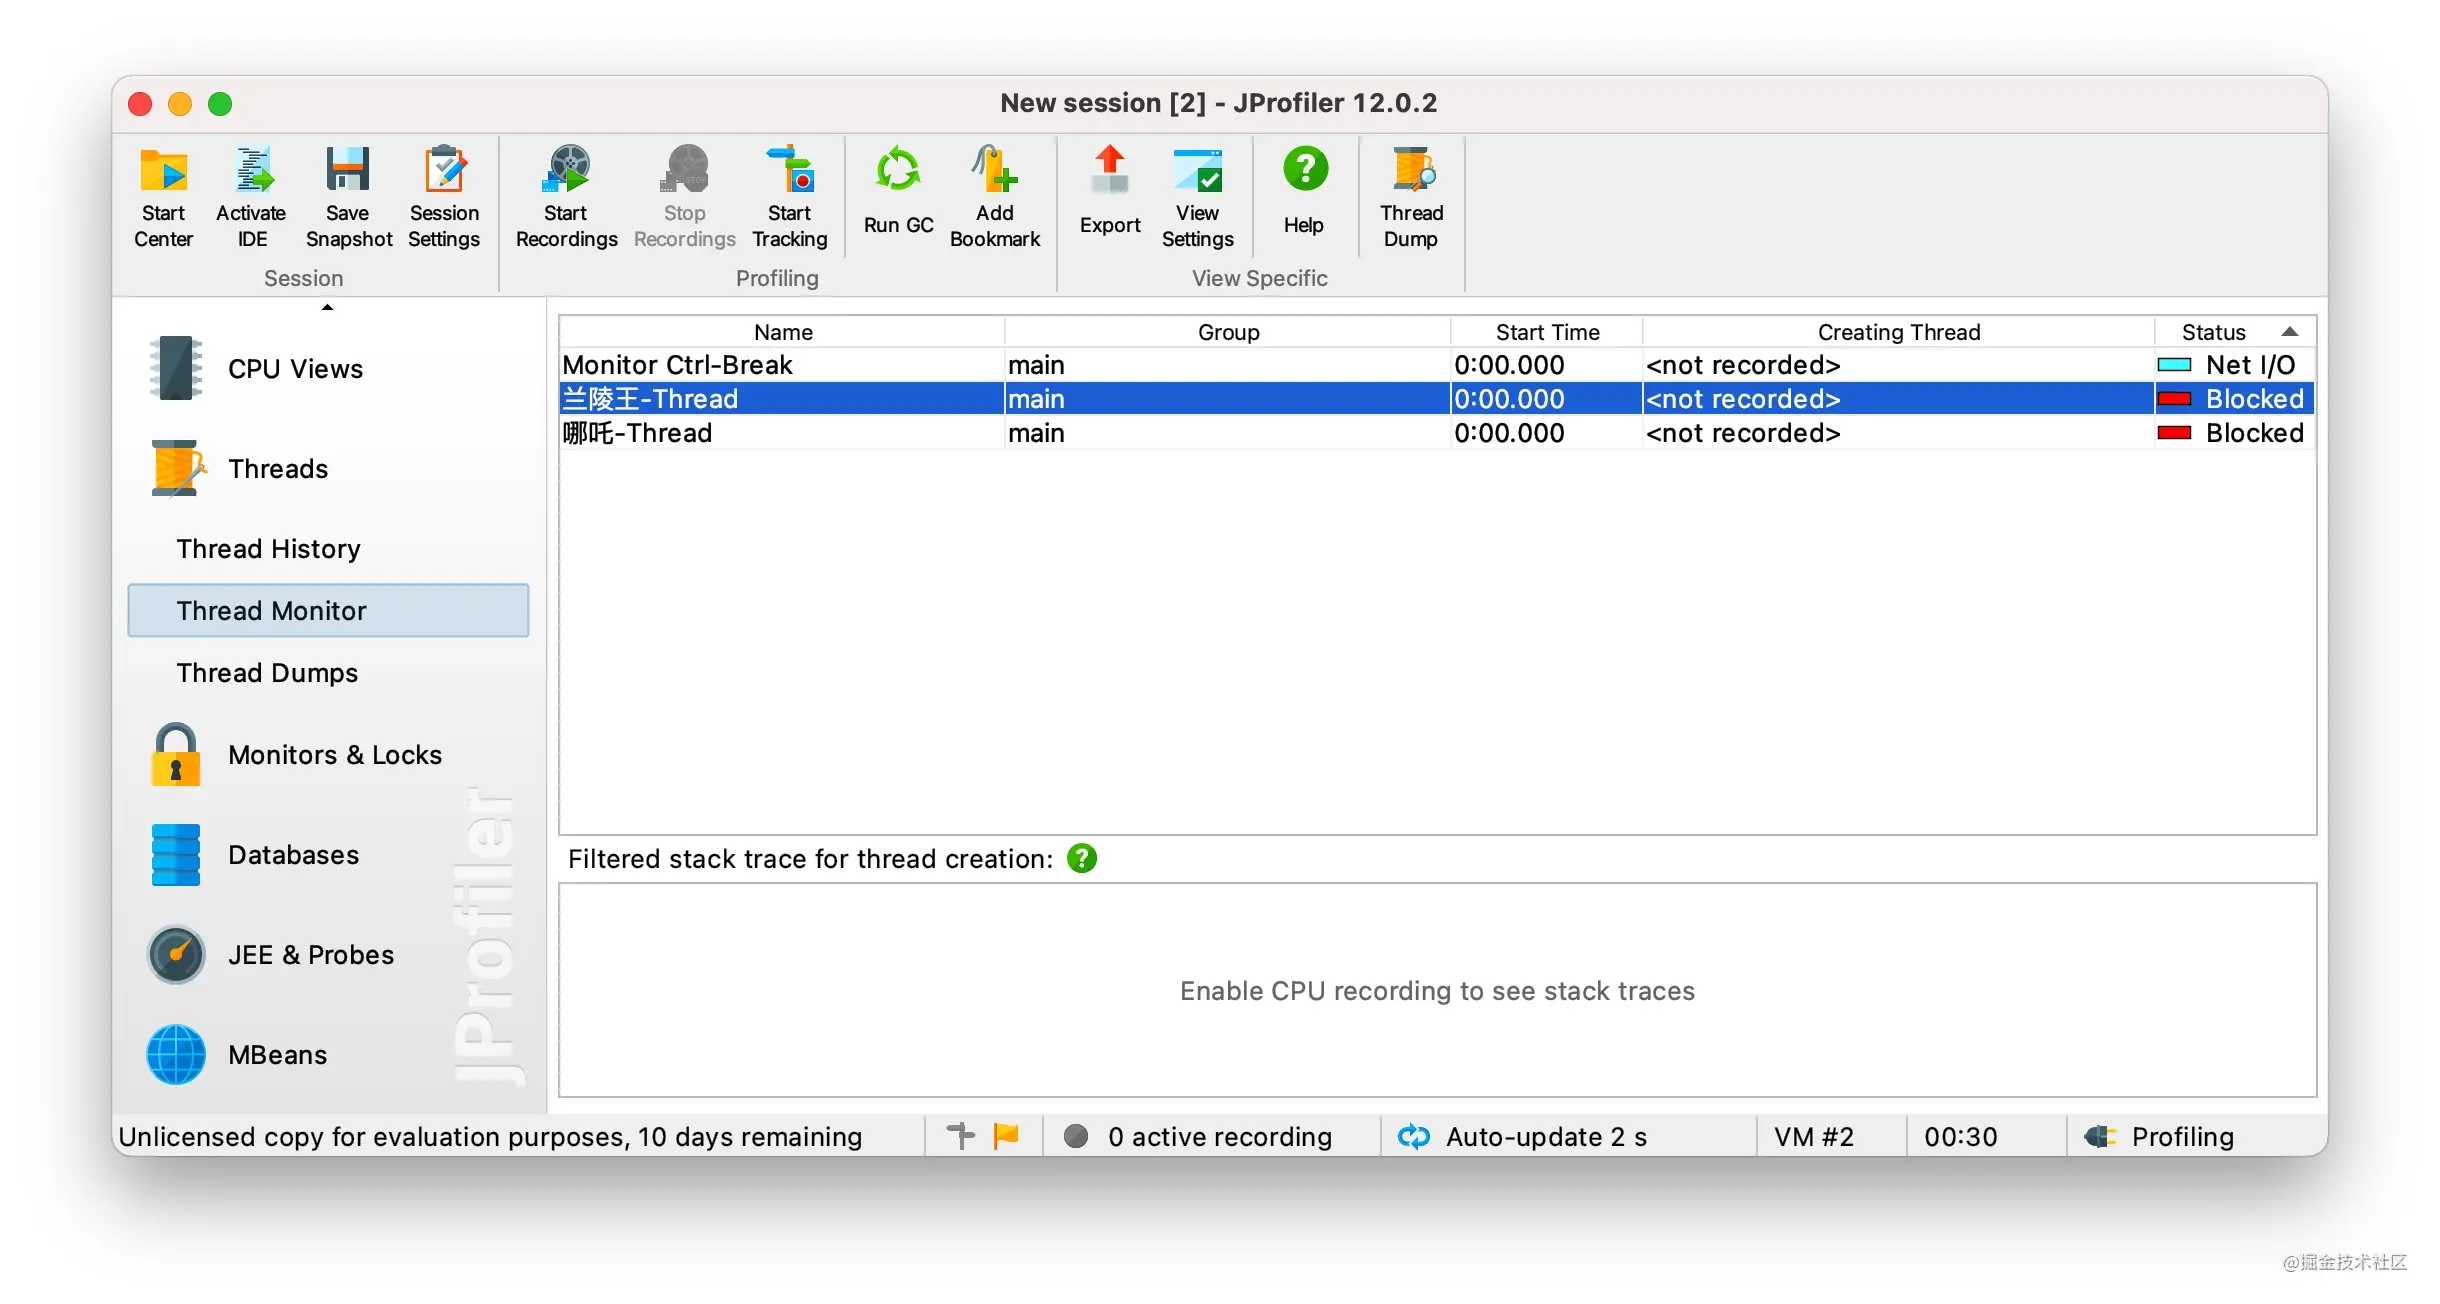 New session [2] - JProfiler 12.0.2
Start Center
Activate IDE
Save Snapshot
Session Settings
Start Recordings
Stop Recordings
Start Tracking
Run GC
Add Bookmark
Export
View Settings
Help
Thread Dump
Session
Profiling
View Specific
CPU Views
Threads
Thread History
Thread Monitor
Thread Dumps
Monitors & Locks
Databases
JEE & Probes
MBeans
JProfiler
Name Group Start Time Creating Thread Status
Monitor Ctrl-Break main 0:00.000 <not recorded> Net I/O
兰陵王-Thread main 0:00.000 <not recorded> Blocked
哪吒-Thread main 0:00.000 <not recorded> Blocked
Filtered stack trace for thread creation: ?
Enable CPU recording to see stack traces
Unlicensed copy for evaluation purposes, 10 days remaining 0 active recording Auto-update 2 s VM #2 00:30 Profiling
@掘金技术社区